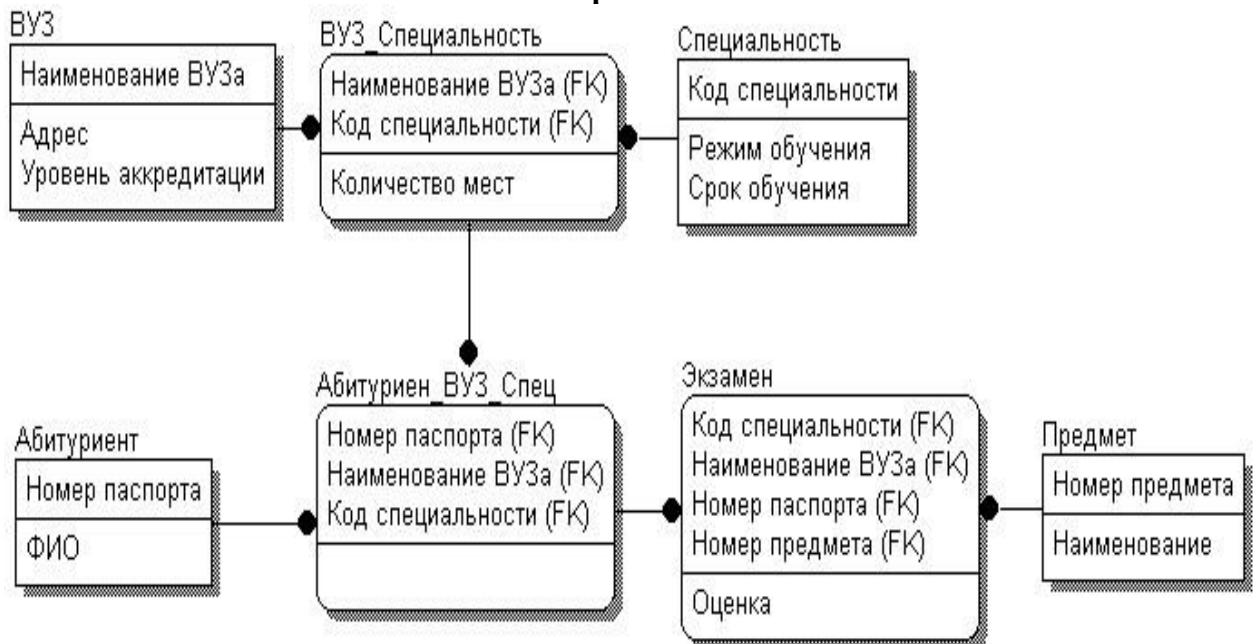 ВУЗ
Наименование ВУЗа
Адрес
Уровень аккредитации
ВУЗ_Специальность
Наименование ВУЗа (FK)
Код специальности (FK)
Количество мест
Специальность
Код специальности
Режим обучения
Срок обучения
Абитуриент
Номер паспорта
ФИО
Абитуриен_ВУЗ_Спец
Номер паспорта (FK)
Наименование ВУЗа (FK)
Код специальности (FK)
Экзамен
Код специальности (FK)
Наименование ВУЗа (FK)
Номер паспорта (FK)
Номер предмета (FK)
Оценка
Предмет
Номер предмета
Наименование